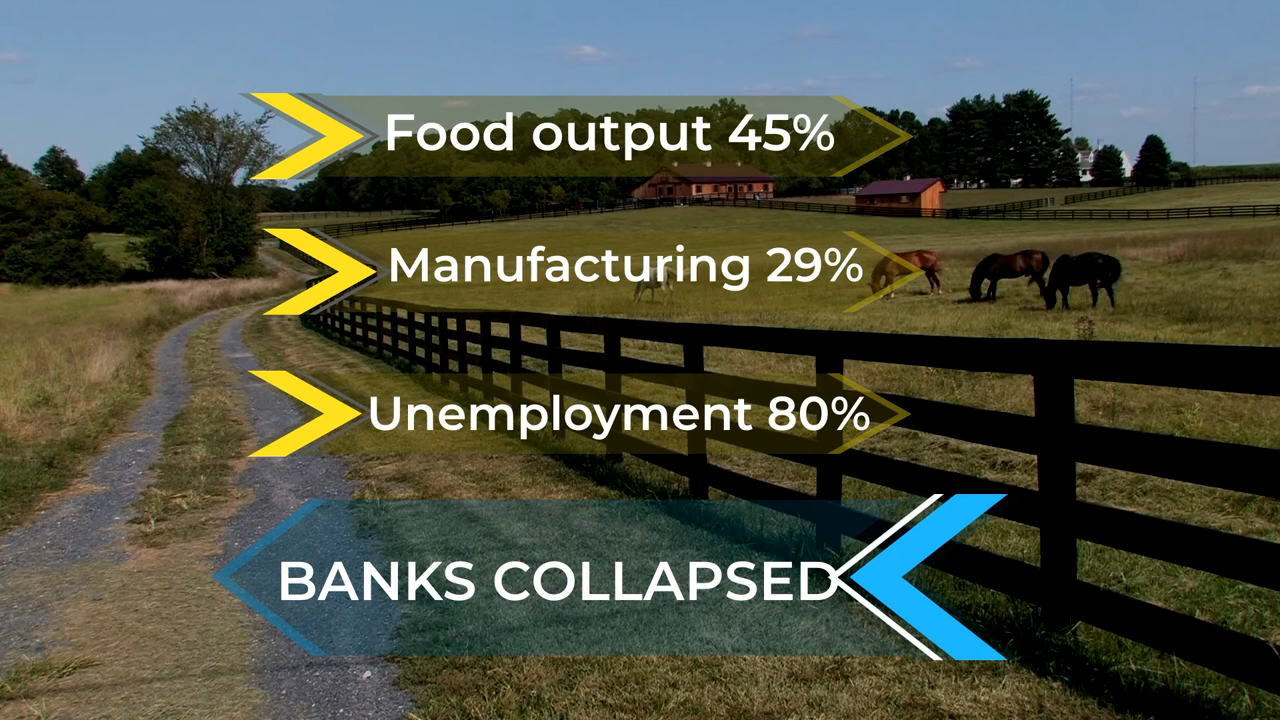 Food output 45%
Manufacturing 29%
Unemployment 80%
BANKS COLLAPSED